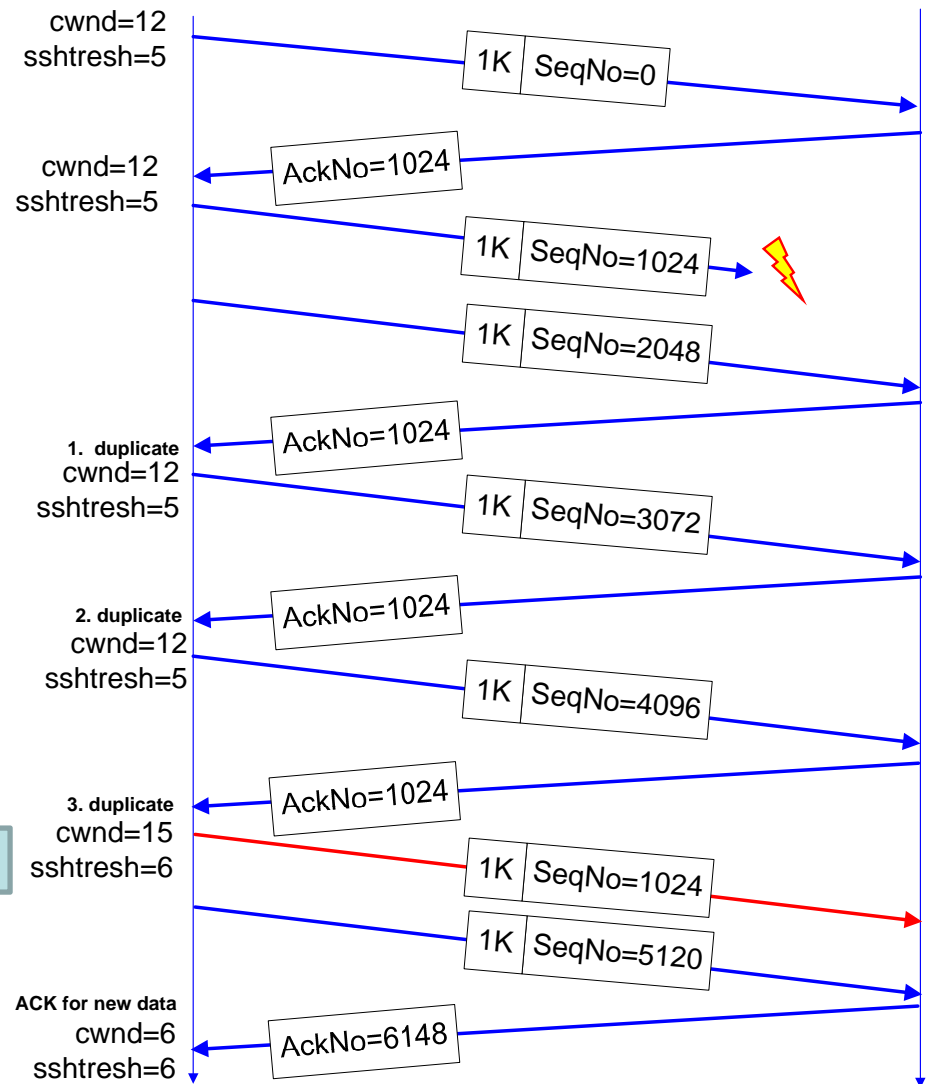 cwnd=12
sshtresh=5
1K SeqNo=0
AckNo=1024
cwnd=12
sshtresh=5
1K SeqNo=1024
1K SeqNo=2048
AckNo=1024
1. duplicate
cwnd=12
sshtresh=5
1K SeqNo=3072
AckNo=1024
2. duplicate
cwnd=12
sshtresh=5
1K SeqNo=4096
AckNo=1024
3. duplicate
cwnd=15
sshtresh=6
1K SeqNo=1024
1K SeqNo=5120
ACK for new data
cwnd=6
sshtresh=6
AckNo=6148